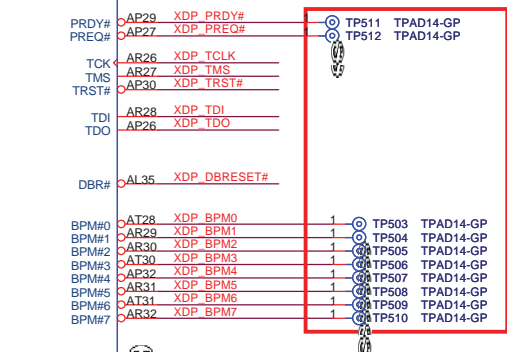 PRDY# AP29 XDP_PRDY# 1 TP511 TPAD14-GP
PREQ# AP27 XDP_PREQ# TP512 TPAD14-GP
TCK AR26 XDP_TCLK
TMS AR27 XDP_TMS
TRST# AP30 XDP_TRST#
TDI AR28 XDP_TDI
TDO AP26 XDP_TDO
DBR# AL35 XDP_DBRESET#
BPM#0 AT28 XDP_BPM0 1 TP503 TPAD14-GP
BPM#1 AR29 XDP_BPM1 1 TP504 TPAD14-GP
BPM#2 AR30 XDP_BPM2 1 TP505 TPAD14-GP
BPM#3 AT30 XDP_BPM3 1 TP506 TPAD14-GP
BPM#4 AP32 XDP_BPM4 1 TP507 TPAD14-GP
BPM#5 AR31 XDP_BPM5 1 TP508 TPAD14-GP
BPM#6 AT31 XDP_BPM6 1 TP509 TPAD14-GP
BPM#7 AR32 XDP_BPM7 1 TP510 TPAD14-GP